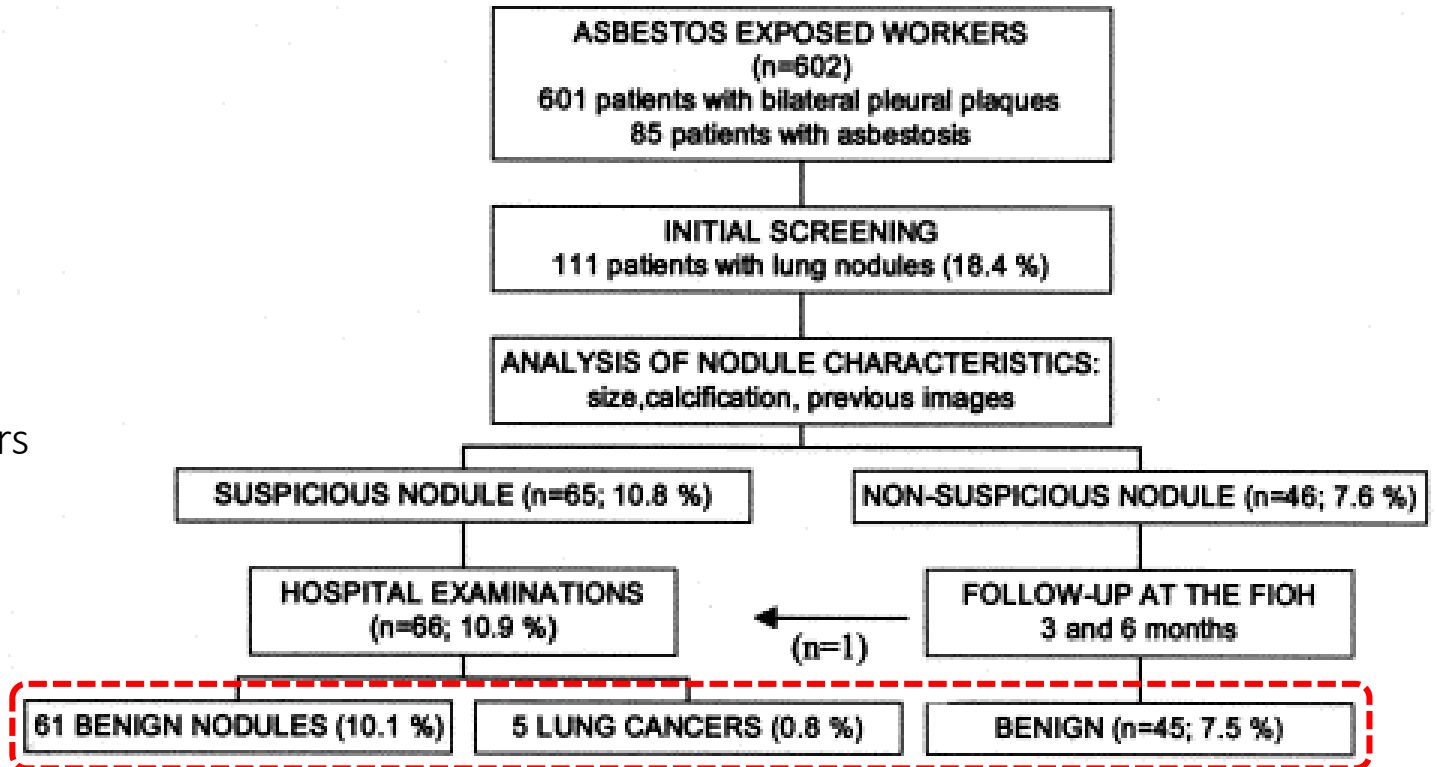 ASBESTOS EXPOSED WORKERS
(n=602)
601 patients with bilateral pleural plaques
85 patients with asbestosis
INITIAL SCREENING
111 patients with lung nodules (18.4 %)
ANALYSIS OF NODULE CHARACTERISTICS:
size,calcification, previous images
rs
SUSPICIOUS NODULE (n=65; 10.8 %)
NON-SUSPICIOUS NODULE (n=46; 7.6 %)
HOSPITAL EXAMINATIONS
(n=66; 10.9 %)
(n=1)
FOLLOW-UP AT THE FIOH
3 and 6 months
61 BENIGN NODULES (10.1 %)
5 LUNG CANCERS (0.8 %)
BENIGN (n=45; 7.5 %)